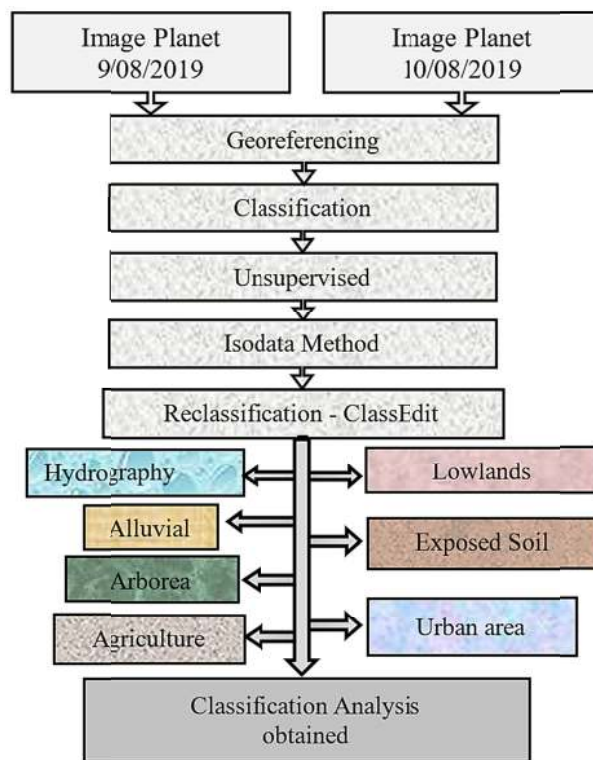 Image Planet
9/08/2019
Image Planet
10/08/2019
Georeferencing
Classification
Unsupervised
Isodata Method
Reclassification - ClassEdit
Hydrography
Lowlands
Alluvial
Exposed Soil
Arborea
Agriculture
Urban area
Classification Analysis
obtained